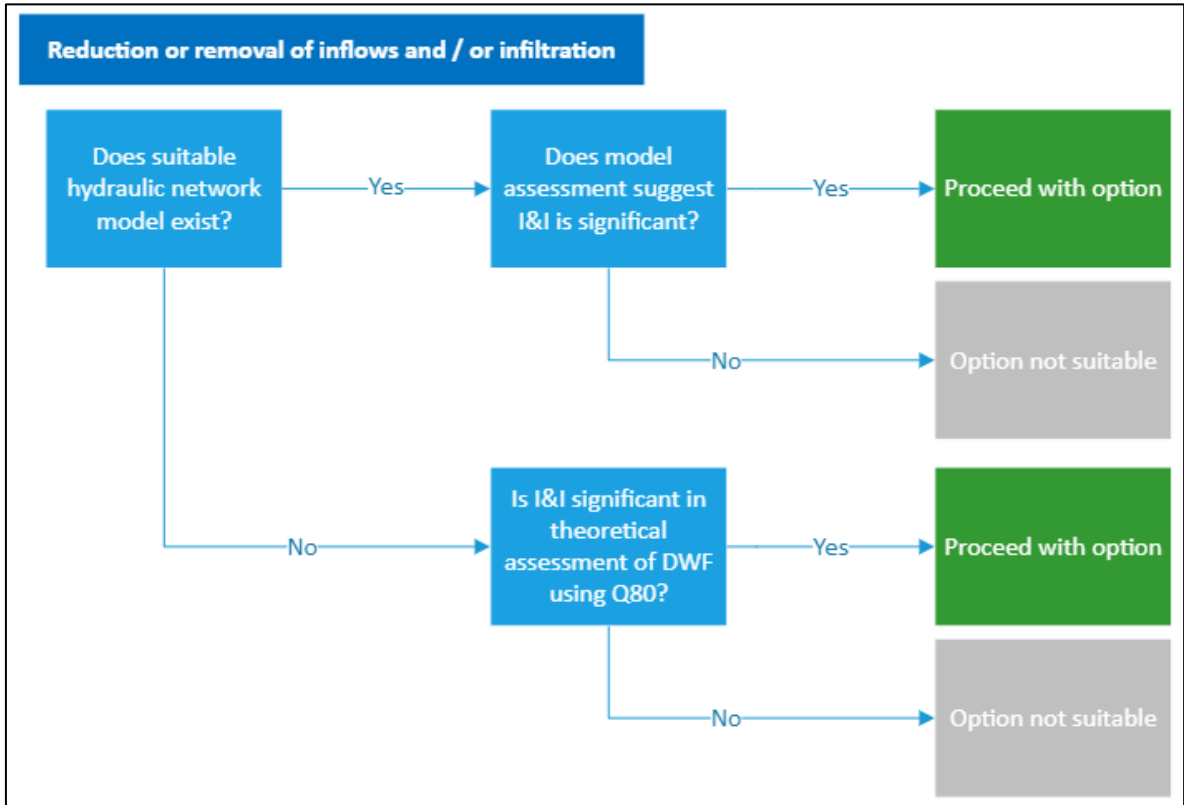 Reduction or removal of inflows and / or infiltration
Does suitable
hydraulic network
model exist?
Yes
Does model
assessment suggest
I&I is significant?
Yes
Proceed with option
No
Option not suitable
No
Is I&I significant in
theoretical
assessment of DWF
using Q80?
Yes
Proceed with option
No
Option not suitable